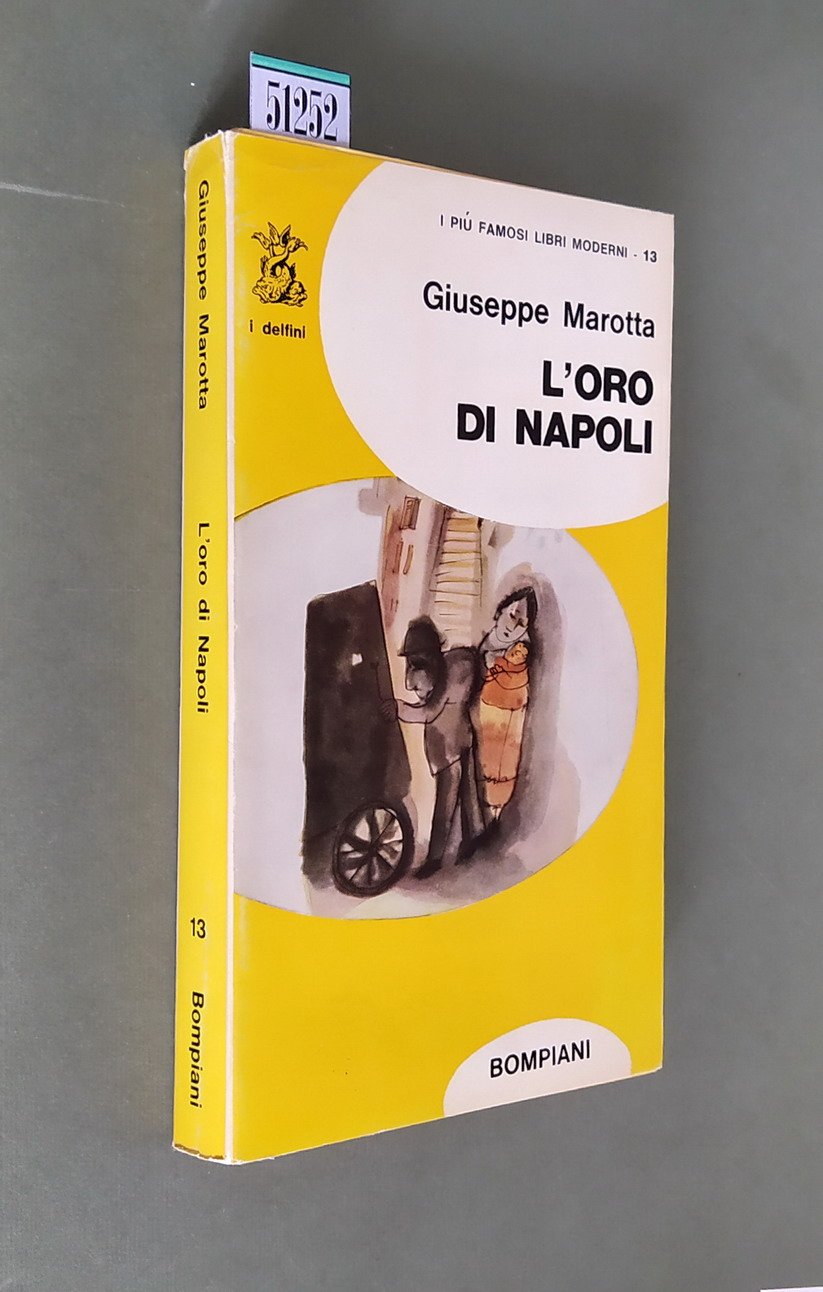 51252
I PIÚ FAMOSI LIBRI MODERNI - 13
Giuseppe Marotta
L'ORO
DI NAPOLI
i delfini
BOMPIANI
Giuseppe Marotta
L'oro di Napoli
13
Bompiani